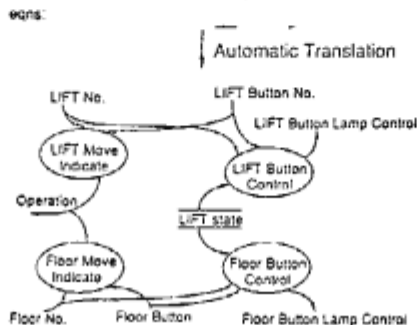 eqns:
Automatic Translation
LIFT No.
LIFT Button No.
LIFT Button Lamp Control
LIFT Move
Indicate
LIFT Button
Control
Operation
LIFT state
Floor Move
Indicate
Floor Button
Control
Floor No.
Floor Button
Floor Button Lamp Control